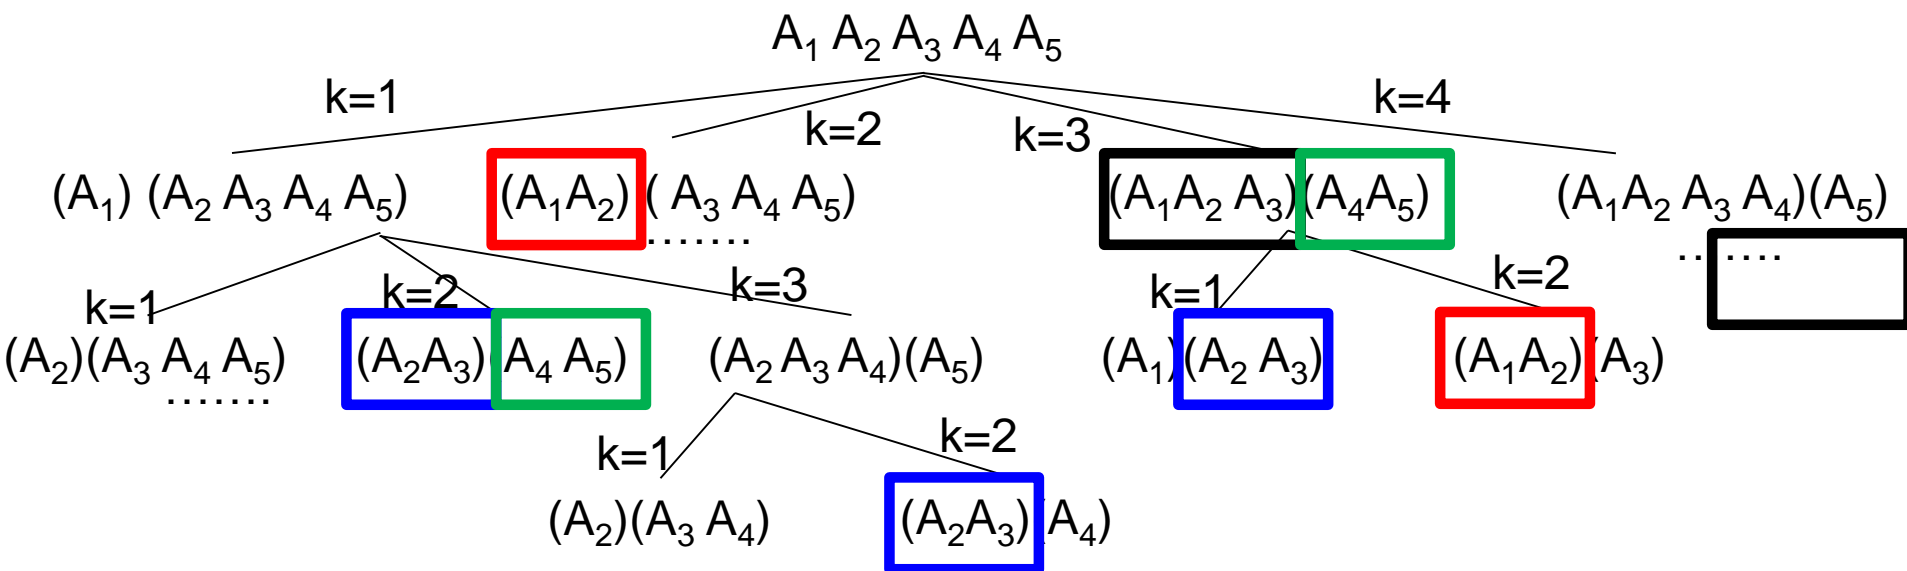 A₁ A₂ A₃ A₄ A₅
k=1 k=2 k=3 k=4
(A₁) (A₂ A₃ A₄ A₅) (A₁A₂) ( A₃ A₄ A₅) (A₁A₂ A₃)(A₄A₅) (A₁A₂ A₃ A₄)(A₅)
....... .......
k=1 k=2 k=3 k=1 k=2
(A₂)(A₃ A₄ A₅) (A₂A₃)(A₄ A₅) (A₂ A₃ A₄)(A₅) (A₁)(A₂ A₃) (A₁A₂)(A₃)
.......
k=1 k=2
(A₂)(A₃ A₄) (A₂A₃)(A₄)